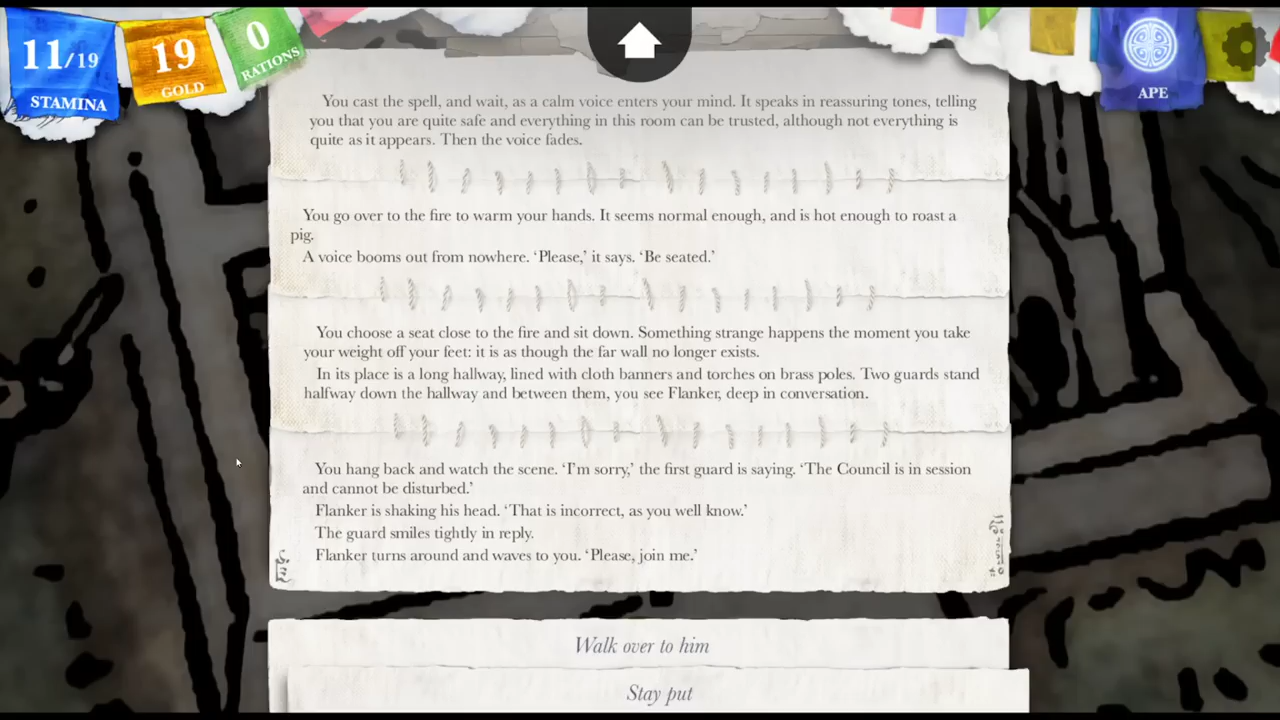 11/19
STAMINA
19
GOLD
0
RATIONS
APE
You cast the spell, and wait, as a calm voice enters your mind. It speaks in reassuring tones, telling
you that you are quite safe and everything in this room can be trusted, although not everything is
quite as it appears. Then the voice fades.
You go over to the fire to warm your hands. It seems normal enough, and is hot enough to roast a
pig.
A voice booms out from nowhere. ‘Please,’ it says. ‘Be seated.’
You choose a seat close to the fire and sit down. Something strange happens the moment you take
your weight off your feet: it is as though the far wall no longer exists.
In its place is a long hallway, lined with cloth banners and torches on brass poles. Two guards stand
halfway down the hallway and between them, you see Flanker, deep in conversation.
You hang back and watch the scene. ‘I’m sorry,’ the first guard is saying. ‘The Council is in session
and cannot be disturbed.’
Flanker is shaking his head. ‘That is incorrect, as you well know.’
The guard smiles tightly in reply.
Flanker turns around and waves to you. ‘Please, join me.’
Walk over to him
Stay put